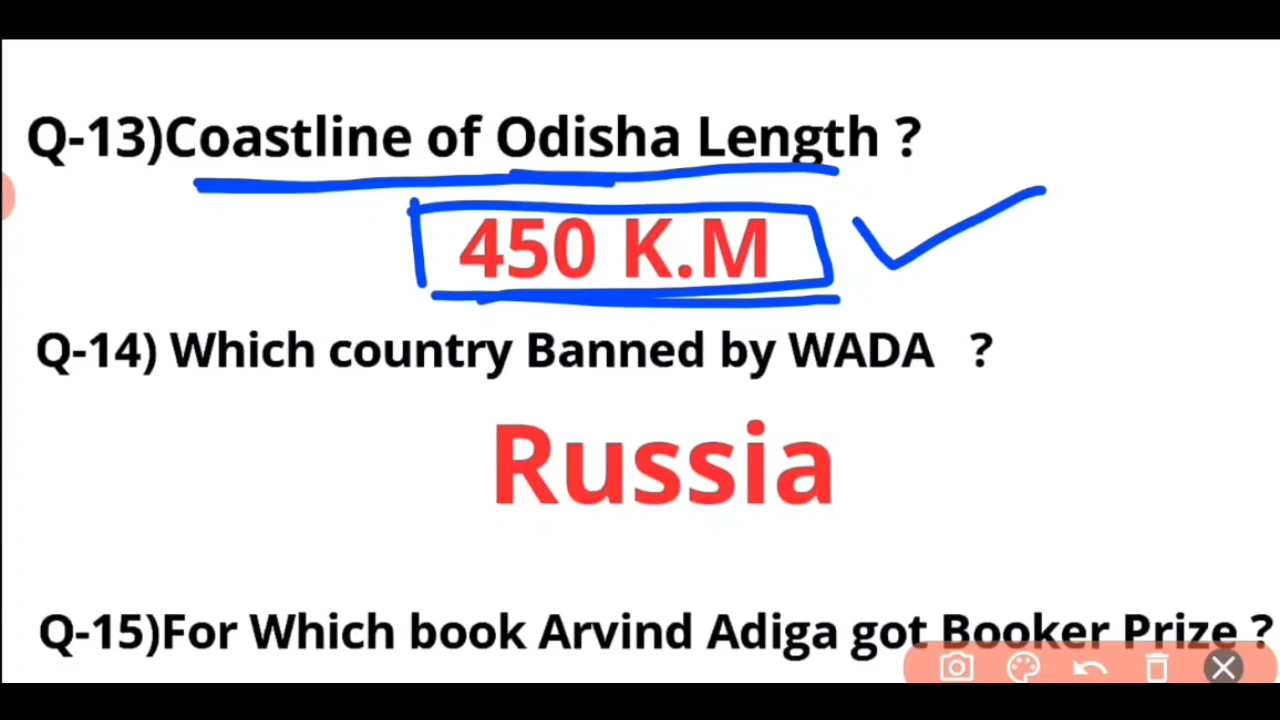 Q-13)Coastline of Odisha Length ?
450 K.M
Q-14) Which country Banned by WADA ?
Russia
Q-15)For Which book Arvind Adiga got Booker Prize ?